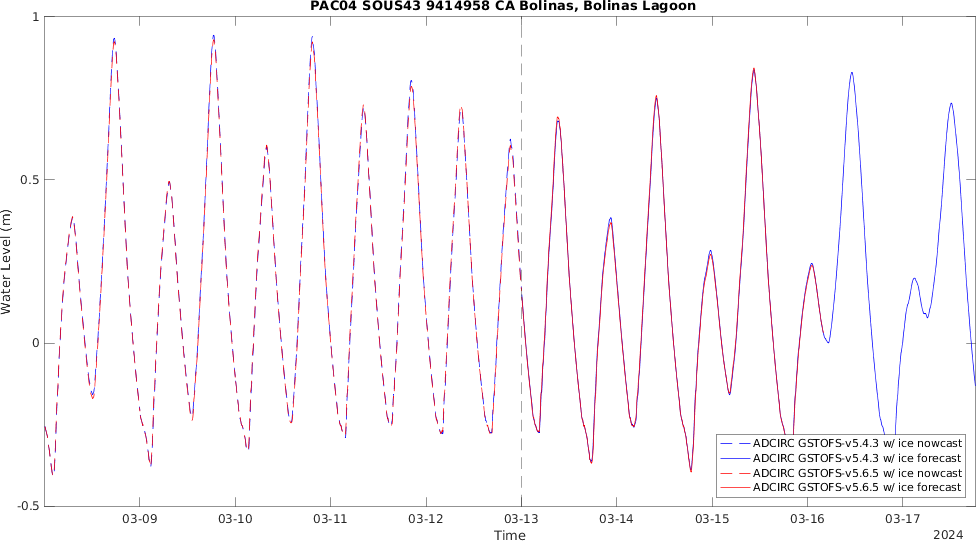 PAC04 SOUS43 9414958 CA Bolinas, Bolinas Lagoon
1
0.5
0
-0.5
Water Level (m)
03-09 03-10 03-11 03-12 03-13 03-14 03-15 03-16 03-17
Time
2024
ADCIRC GSTOFS-v5.4.3 w/ ice nowcast
ADCIRC GSTOFS-v5.4.3 w/ ice forecast
ADCIRC GSTOFS-v5.6.5 w/ ice nowcast
ADCIRC GSTOFS-v5.6.5 w/ ice forecast